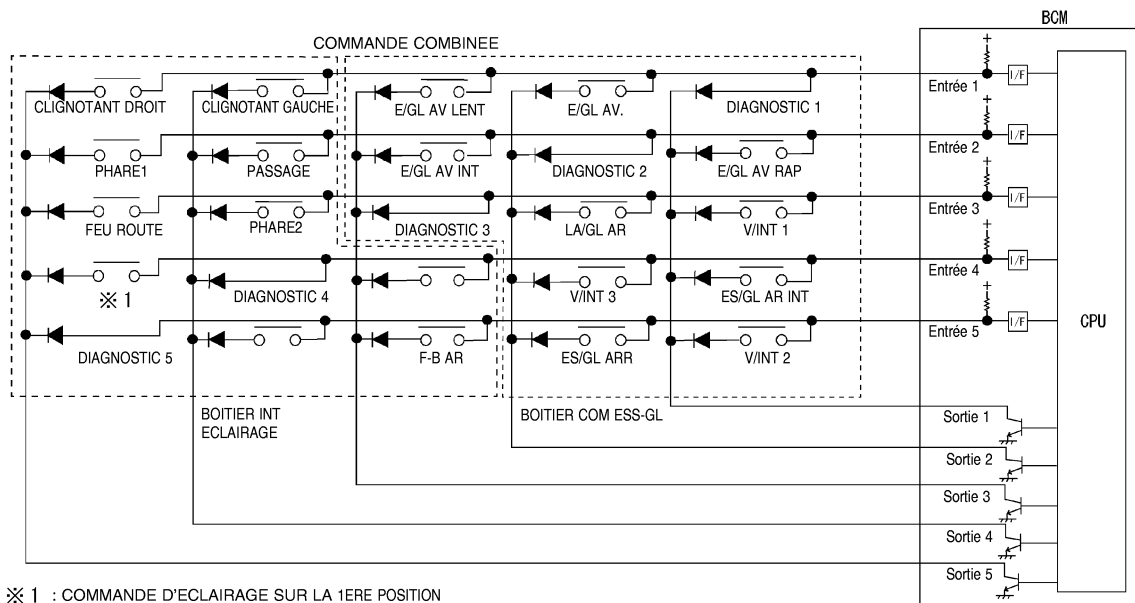 BCM
COMMANDE COMBINEE
CLIGNOTANT DROIT
CLIGNOTANT GAUCHE
E/GL AV LENT
E/GL AV.
DIAGNOSTIC 1
Entrée 1
I/F
PHARE1
PASSAGE
E/GL AV INT
DIAGNOSTIC 2
E/GL AV RAP
Entrée 2
I/F
FEU ROUTE
PHARE2
DIAGNOSTIC 3
LA/GL AR
V/INT 1
Entrée 3
I/F
※ 1
DIAGNOSTIC 4
V/INT 3
ES/GL AR INT
Entrée 4
I/F
DIAGNOSTIC 5
F-B AR
ES/GL ARR
V/INT 2
Entrée 5
I/F
CPU
BOITIER INT
ECLAIRAGE
BOITIER COM ESS-GL
Sortie 1
Sortie 2
Sortie 3
Sortie 4
Sortie 5
※ 1 : COMMANDE D'ECLAIRAGE SUR LA 1ERE POSITION